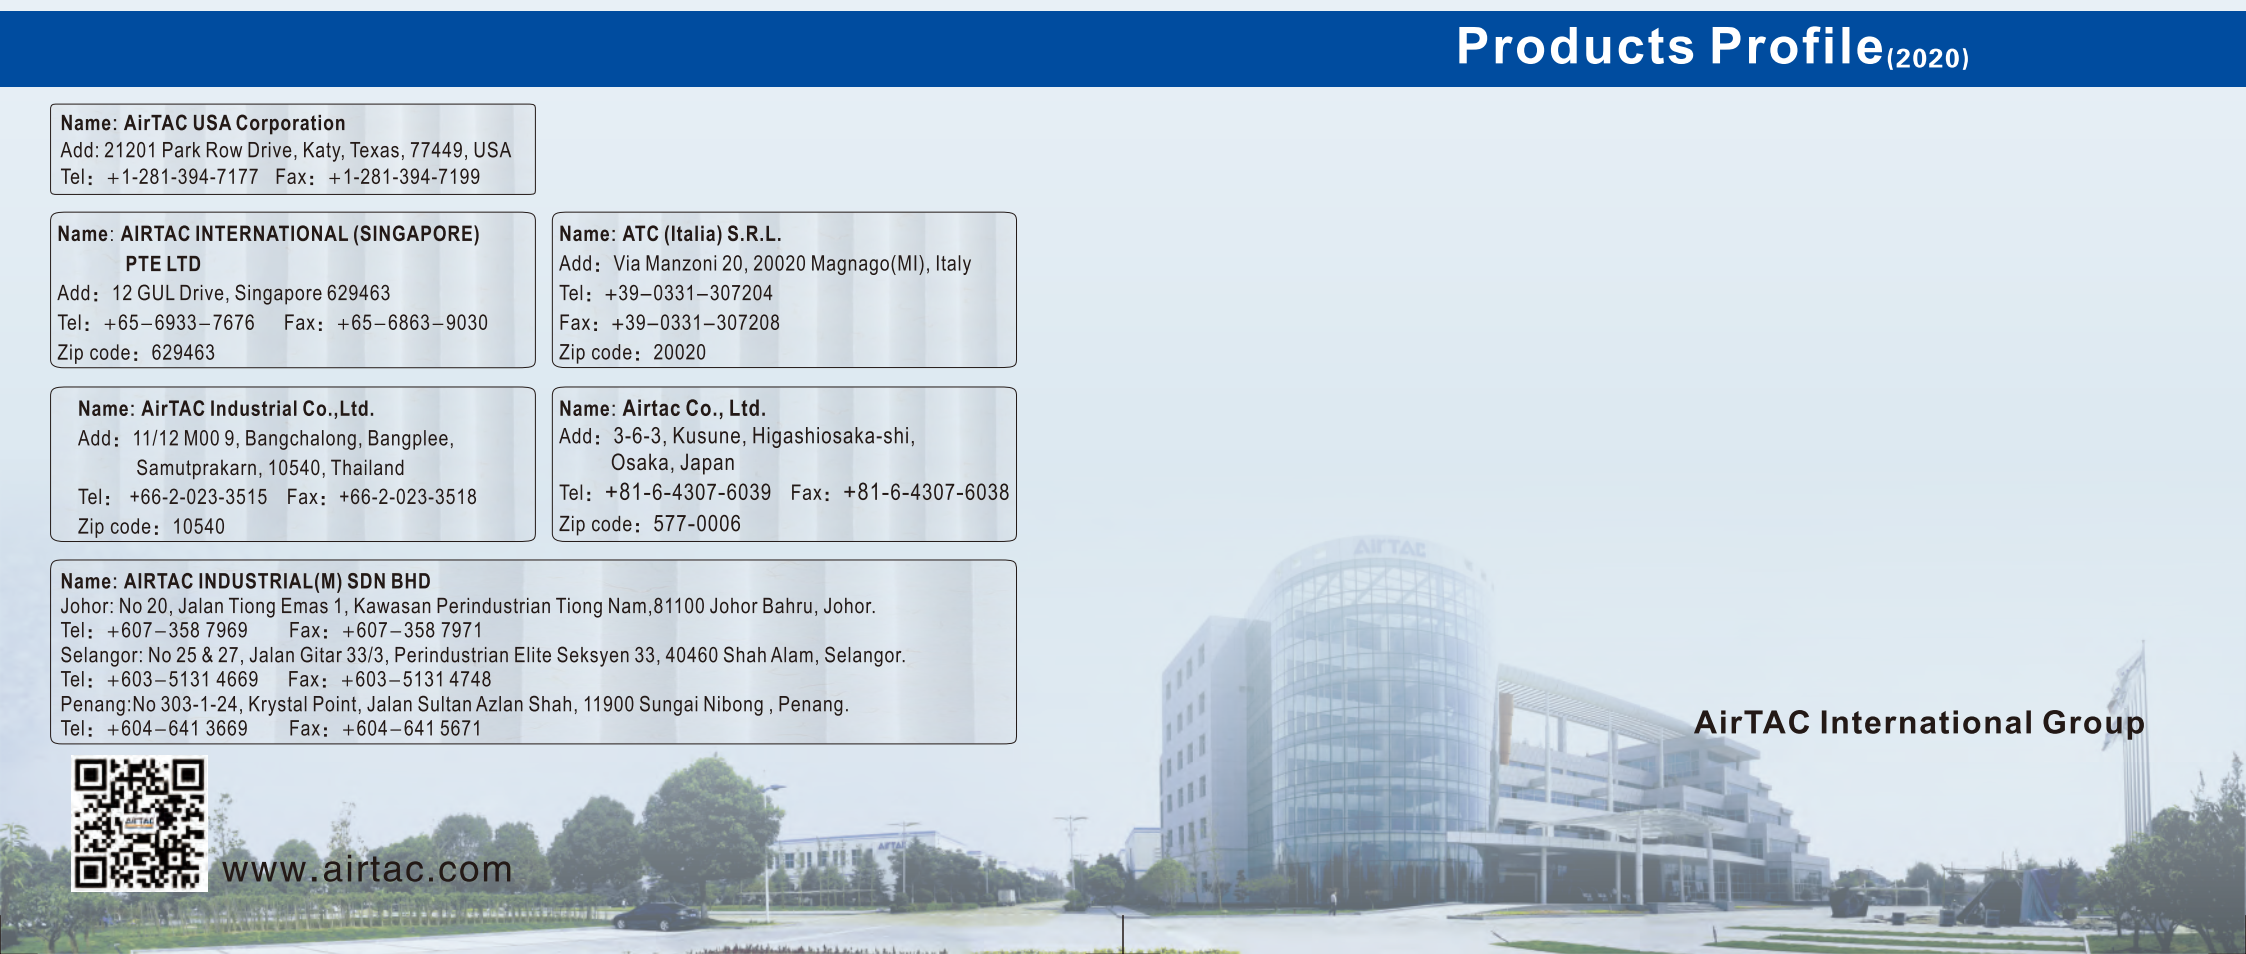 Products Profile(2020)
Name: AirTAC USA Corporation
Add: 21201 Park Row Drive, Katy, Texas, 77449, USA
Tel：+1-281-394-7177 Fax：+1-281-394-7199
Name: AIRTAC INTERNATIONAL (SINGAPORE)
PTE LTD
Add：12 GUL Drive, Singapore 629463
Tel：+65–6933–7676 Fax：+65–6863–9030
Zip code：629463
Name: ATC (Italia) S.R.L.
Add：Via Manzoni 20, 20020 Magnago(MI), Italy
Tel：+39–0331–307204
Fax：+39–0331–307208
Zip code：20020
Name: AirTAC Industrial Co.,Ltd.
Add：11/12 M00 9, Bangchalong, Bangplee,
Samutprakarn, 10540, Thailand
Tel： +66-2-023-3515 Fax：+66-2-023-3518
Zip code：10540
Name: Airtac Co., Ltd.
Add：3-6-3, Kusune, Higashiosaka-shi,
Osaka, Japan
Tel：+81-6-4307-6039 Fax：+81-6-4307-6038
Zip code：577-0006
Name: AIRTAC INDUSTRIAL(M) SDN BHD
Johor: No 20, Jalan Tiong Emas 1, Kawasan Perindustrian Tiong Nam,81100 Johor Bahru, Johor.
Tel：+607–358 7969 Fax：+607–358 7971
Selangor: No 25 & 27, Jalan Gitar 33/3, Perindustrian Elite Seksyen 33, 40460 Shah Alam, Selangor.
Tel：+603–5131 4669 Fax：+603–5131 4748
Penang:No 303-1-24, Krystal Point, Jalan Sultan Azlan Shah, 11900 Sungai Nibong , Penang.
Tel：+604–641 3669 Fax：+604–641 5671
AirTAC
AirTAC International Group
AirTAC
www.airtac.com
AirTAC